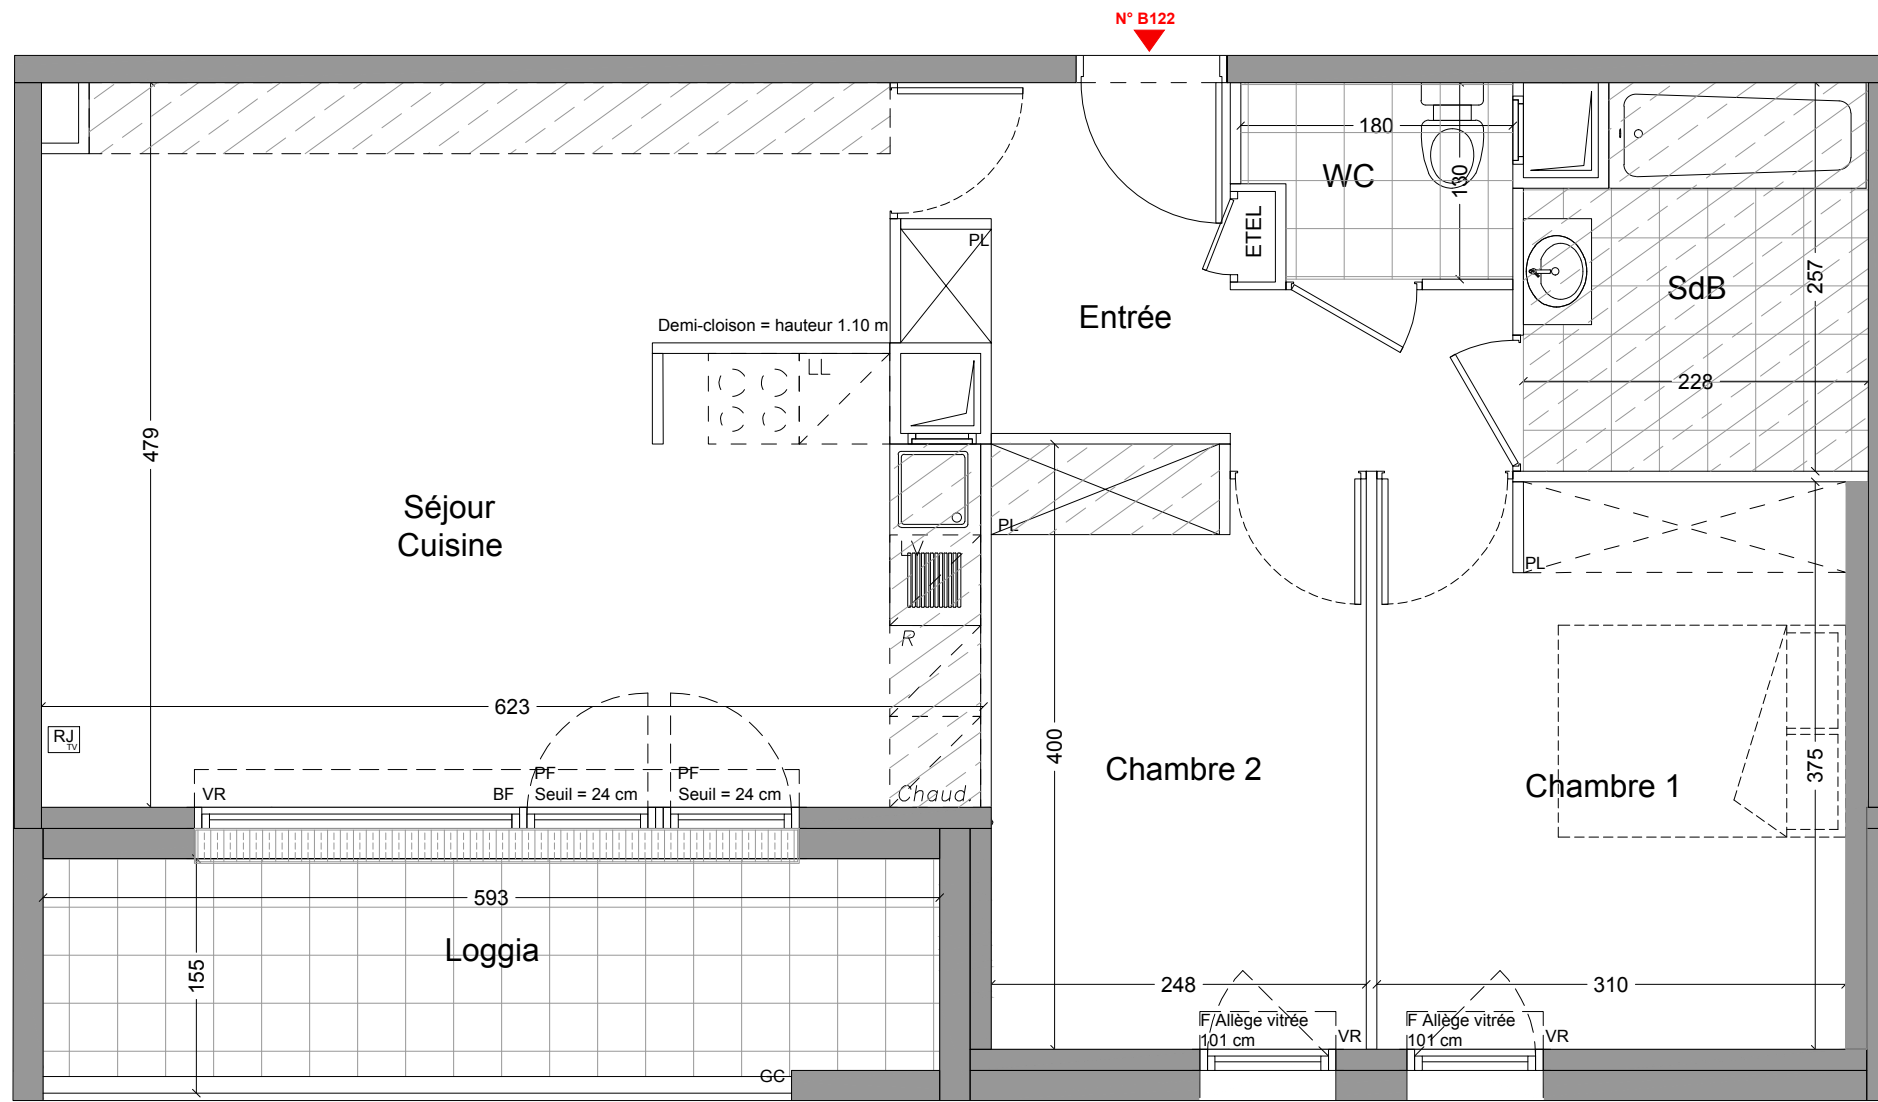 N° B122
180
WC
130
PL
ETEL
Entrée
SdB
257
Demi-cloison = hauteur 1.10 m
LL
228
479
Séjour
Cuisine
PL
LV
PL
R
623
RJ
TV
400
Chambre 2
Chambre 1
375
VR
BF
PF
Seuil = 24 cm
PF
Seuil = 24 cm
Chaud.
593
Loggia
155
248
310
F Allège vitrée
101 cm
VR
F Allège vitrée
101 cm
VR
GC